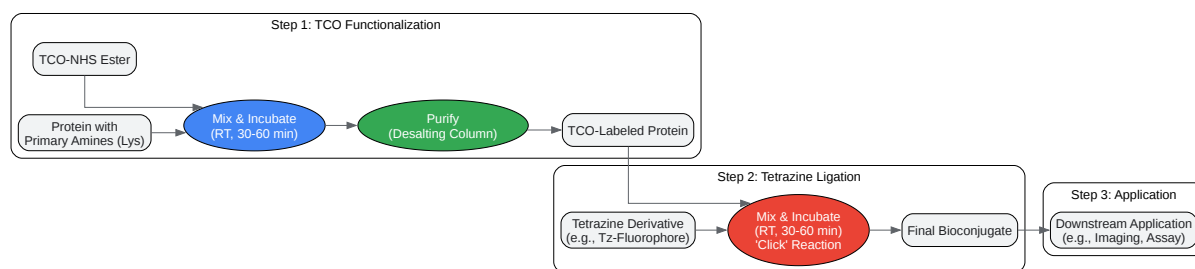 Step 1: TCO Functionalization
TCO-NHS Ester
Protein with
Primary Amines (Lys)
Mix & Incubate
(RT, 30-60 min)
Purify
(Desalting Column)
TCO-Labeled Protein
Step 2: Tetrazine Ligation
Tetrazine Derivative
(e.g., Tz-Fluorophore)
Mix & Incubate
(RT, 30-60 min)
'Click' Reaction
Final Bioconjugate
Step 3: Application
Downstream Application
(e.g., Imaging, Assay)